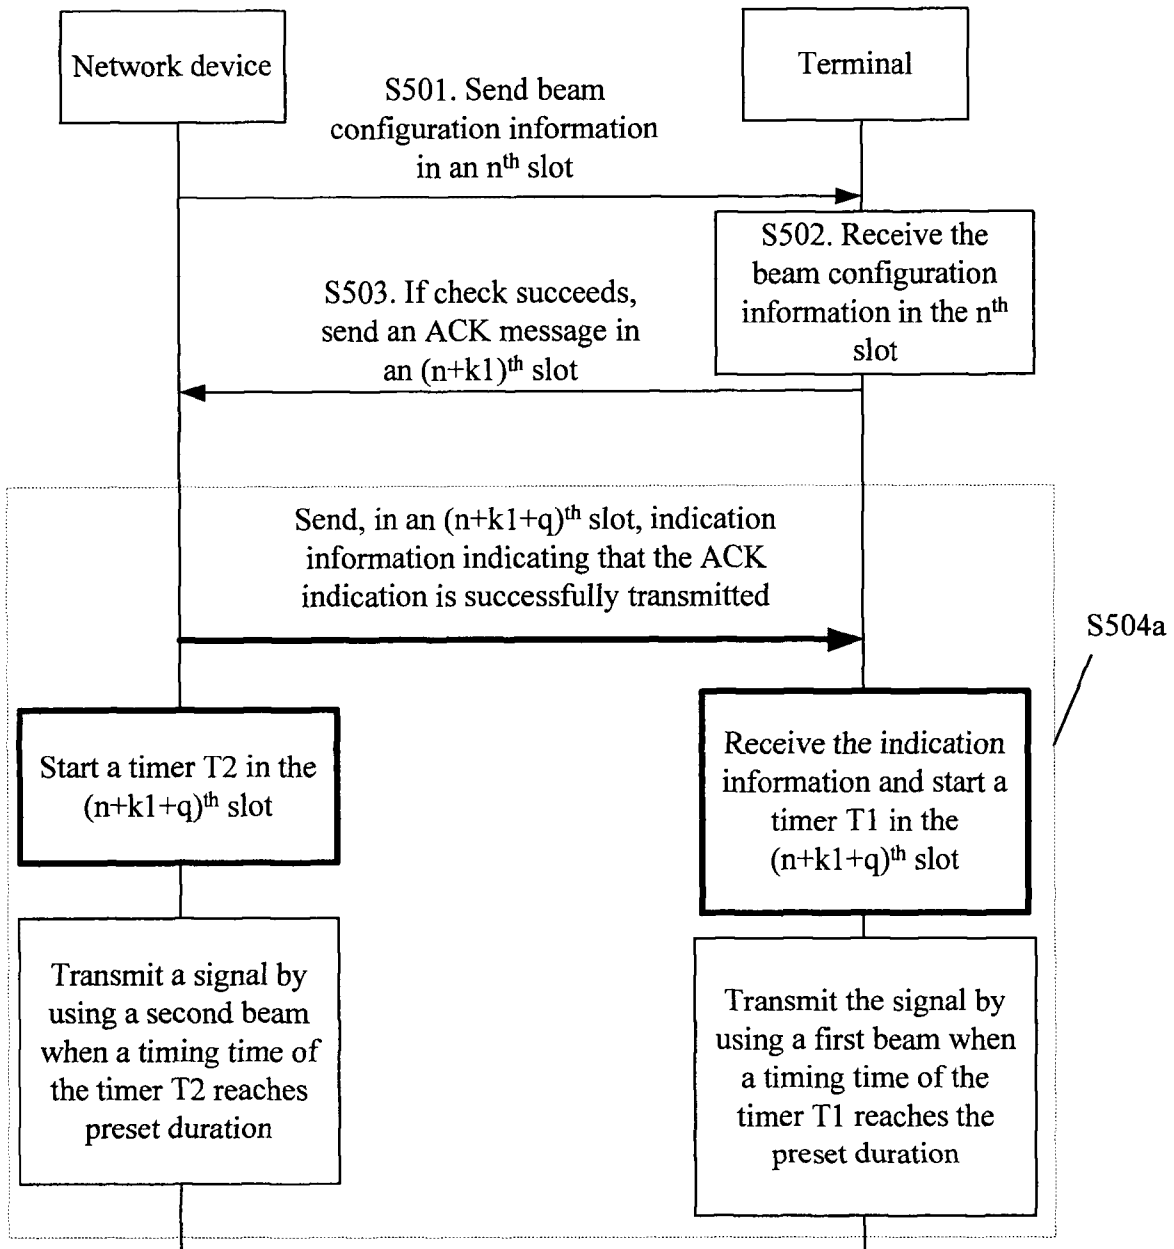 Network device
Terminal
S501. Send beam
configuration information
in an nth slot
S502. Receive the
beam configuration
information in the nth
slot
S503. If check succeeds,
send an ACK message in
an (n+k1)th slot
Send, in an (n+k1+q)th slot, indication
information indicating that the ACK
indication is successfully transmitted
S504a
Start a timer T2 in the
(n+k1+q)th slot
Receive the indication
information and start a
timer T1 in the
(n+k1+q)th slot
Transmit a signal by
using a second beam
when a timing time of
the timer T2 reaches
preset duration
Transmit the signal by
using a first beam when
a timing time of the
timer T1 reaches the
preset duration